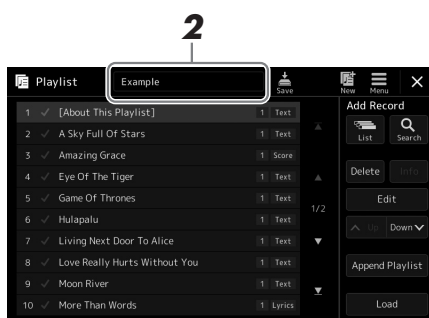 2
Playlist Example Save New Menu
1 [About This Playlist] 1 Text
2 A Sky Full Of Stars 1 Text
3 Amazing Grace 1 Score
4 Eye Of The Tiger 1 Text
5 Game Of Thrones 1 Text
6 Hulapalu 1 Text
7 Living Next Door To Alice 1 Text
8 Love Really Hurts Without You 1 Text
9 Moon River 1 Text
10 More Than Words 1 Lyrics
1/2
Add Record
List Search
Delete Info
Edit
Up Down
Append Playlist
Load